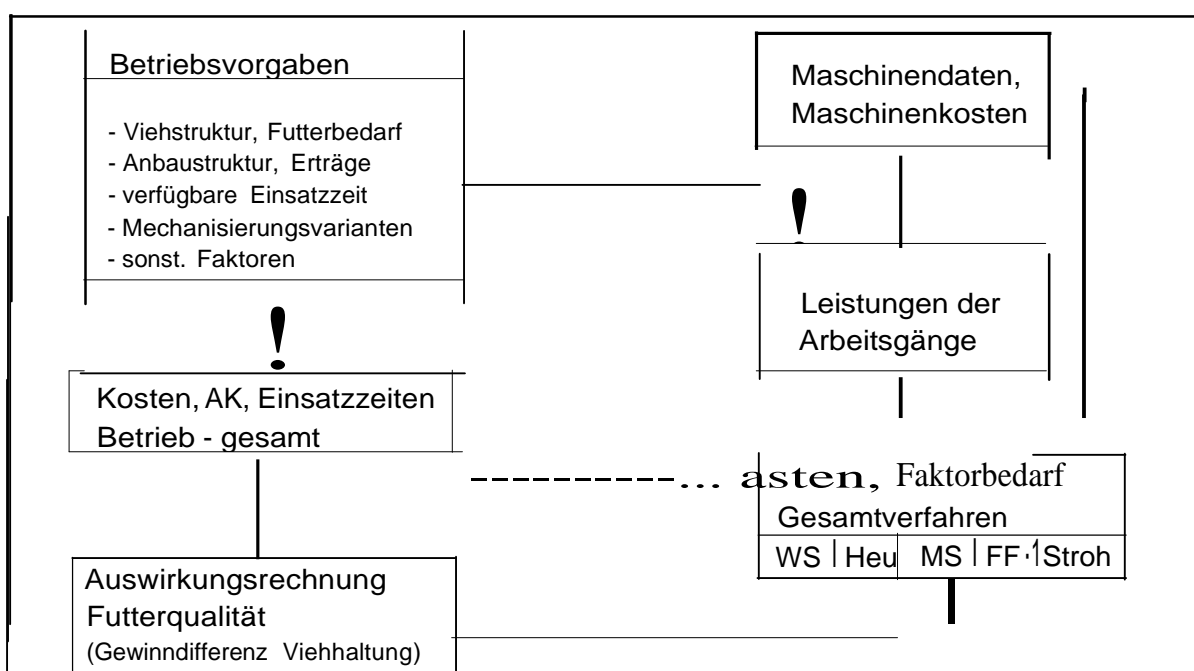 Betriebsvorgaben
- Viehstruktur, Futterbedarf
- Anbaustruktur, Erträge
- verfügbare Einsatzzeit
- Mechanisierungsvarianten
- sonst. Faktoren
!
Kosten, AK, Einsatzzeiten
Betrieb - gesamt
Auswirkungsrechnung
Futterqualität
(Gewinndifferenz Viehhaltung)
Maschinendaten,
Maschinenkosten
!
Leistungen der
Arbeitsgänge
... asten, Faktorbedarf
Gesamtverfahren
WS | Heu MS | FF Stroh